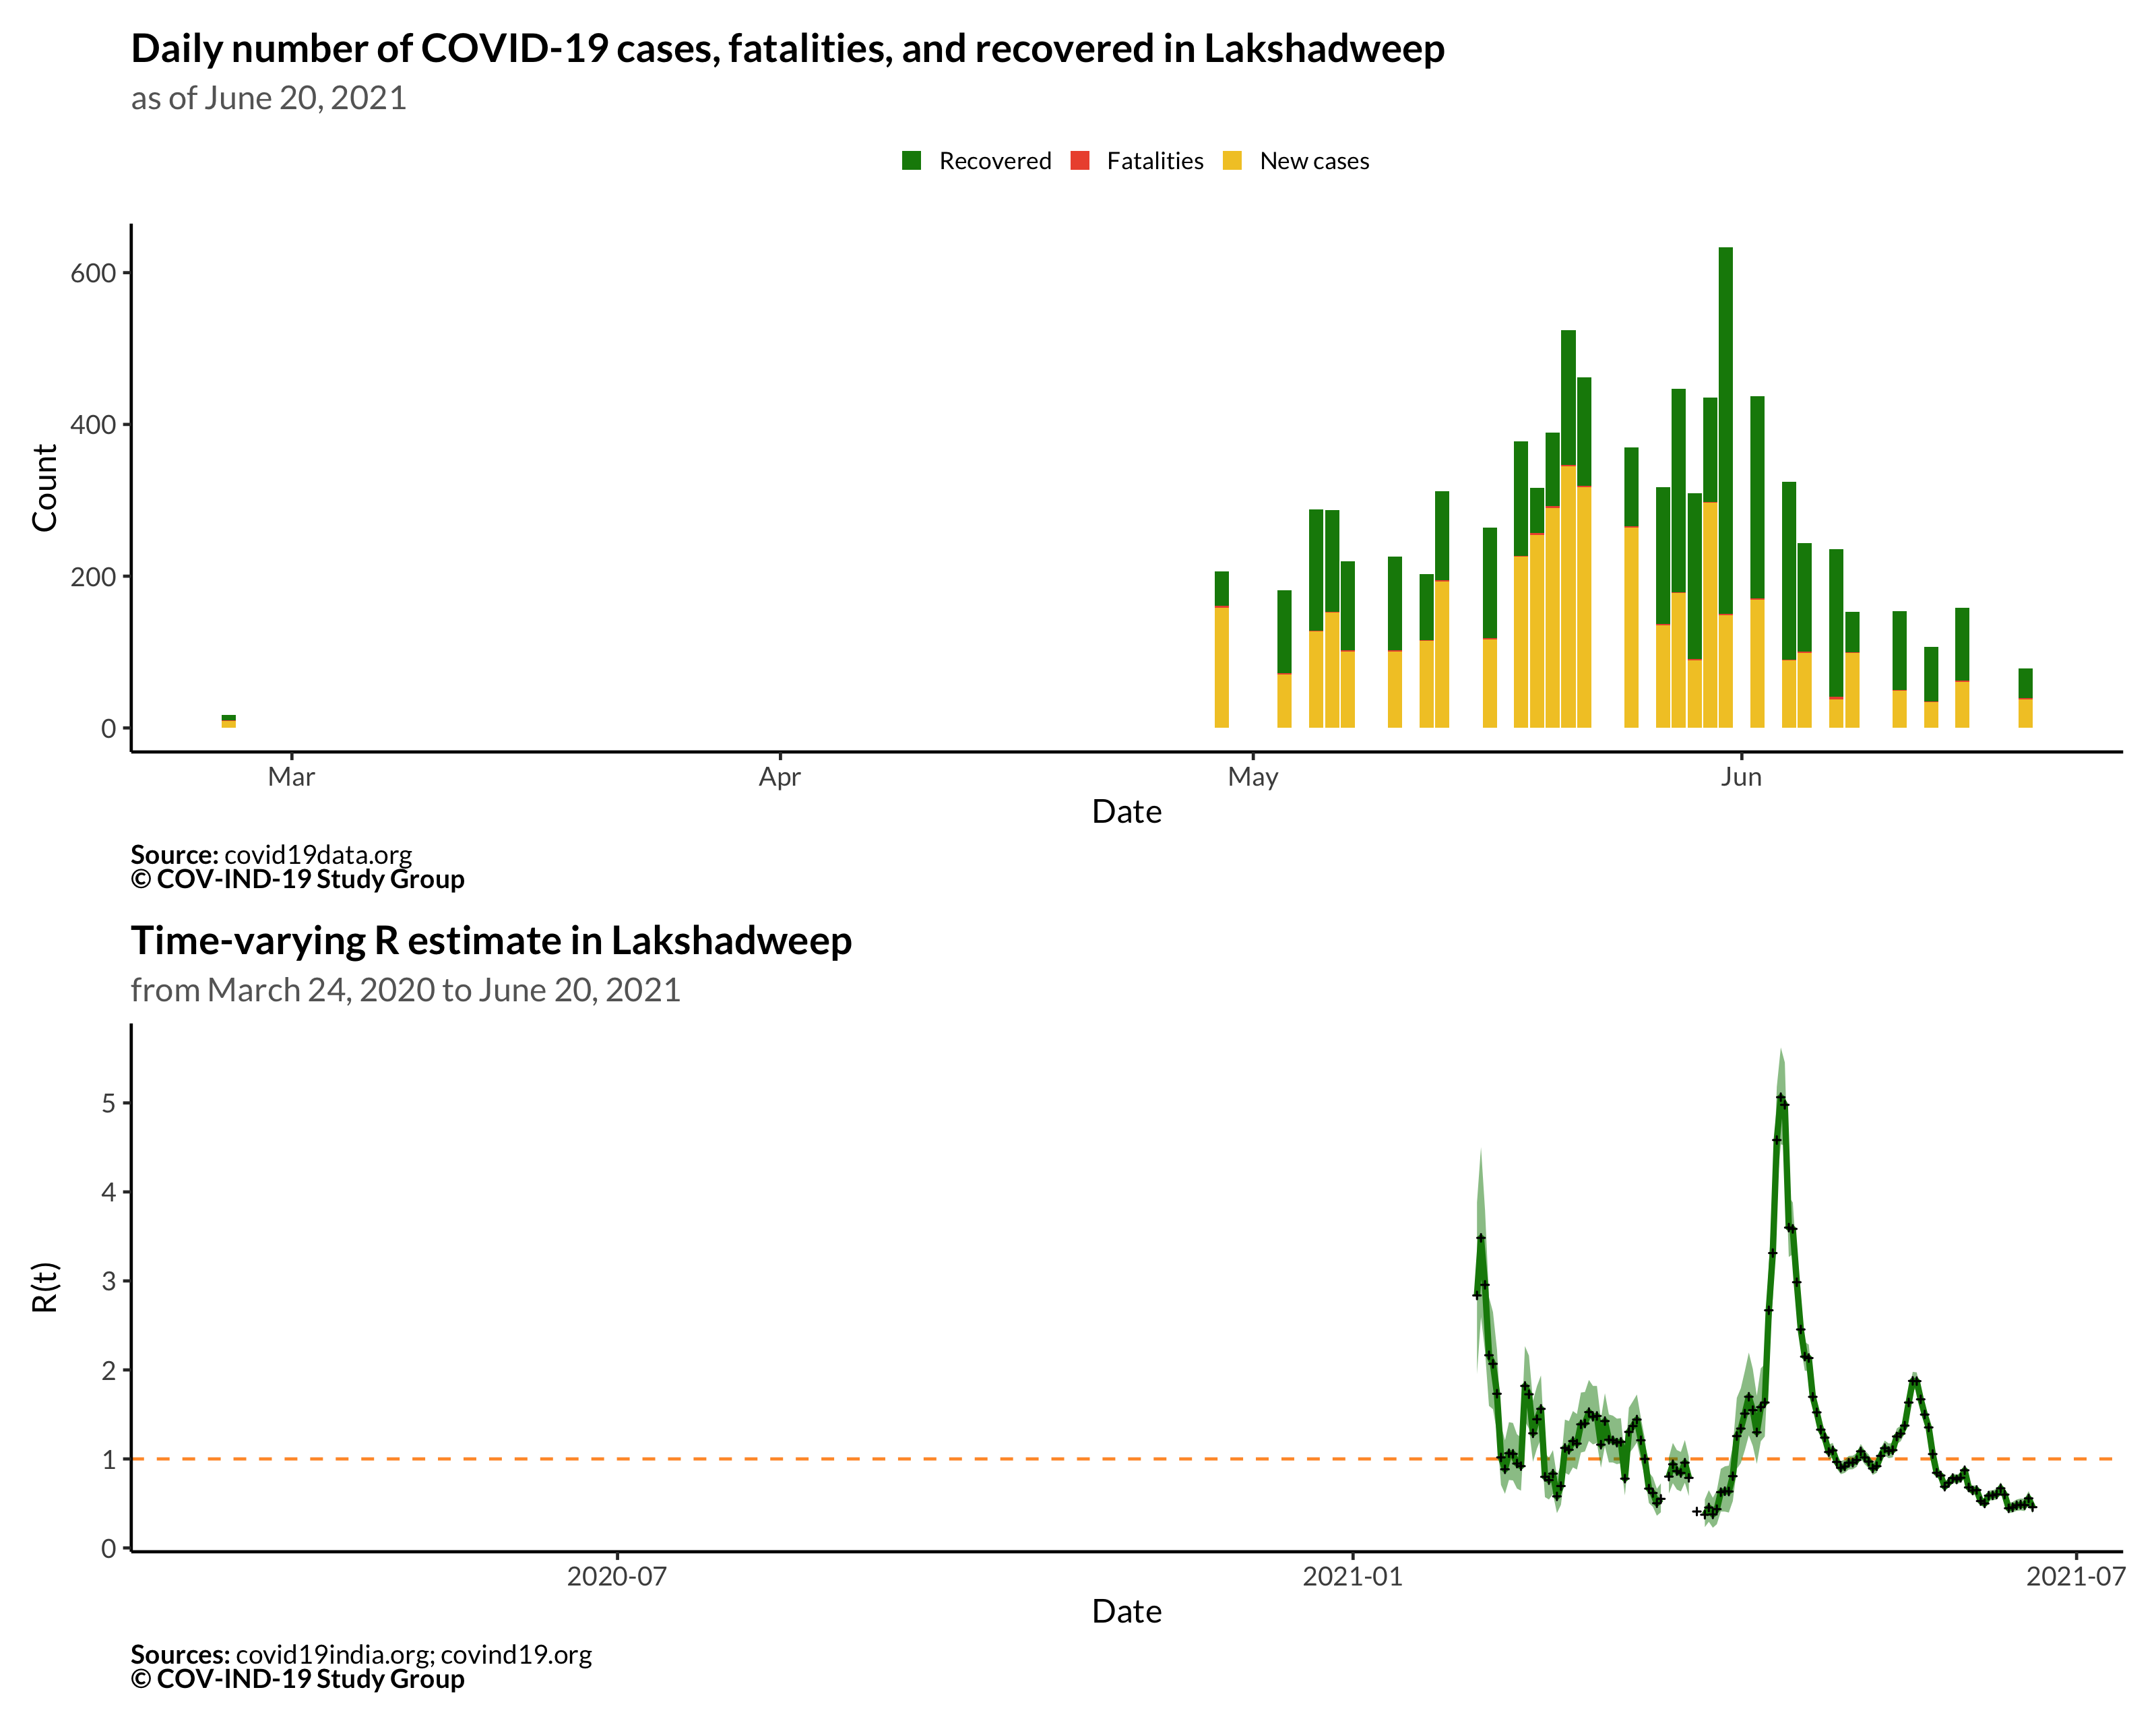 Daily number of COVID-19 cases, fatalities, and recovered in Lakshadweep
as of June 20, 2021
Recovered Fatalities New cases
Count
600
400
200
0
Mar Apr May Jun
Date
Source: covid19data.org
© COV-IND-19 Study Group
Time-varying R estimate in Lakshadweep
from March 24, 2020 to June 20, 2021
R(t)
5
4
3
2
1
0
2020-07 2021-01 2021-07
Date
Sources: covid19india.org; covind19.org
© COV-IND-19 Study Group